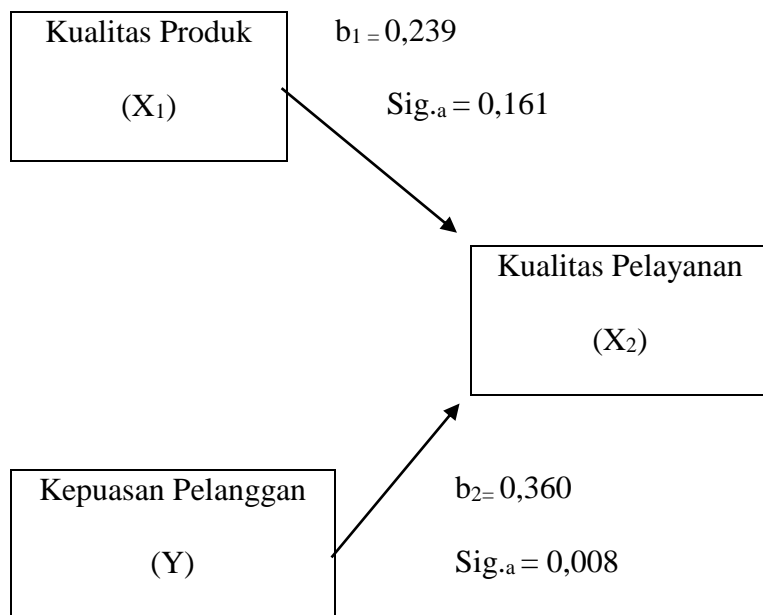 Kualitas Produk
(X₁)
b₁ = 0,239
Sig.ₐ = 0,161
Kualitas Pelayanan
(X₂)
Kepuasan Pelanggan
(Y)
b₂= 0,360
Sig.ₐ = 0,008